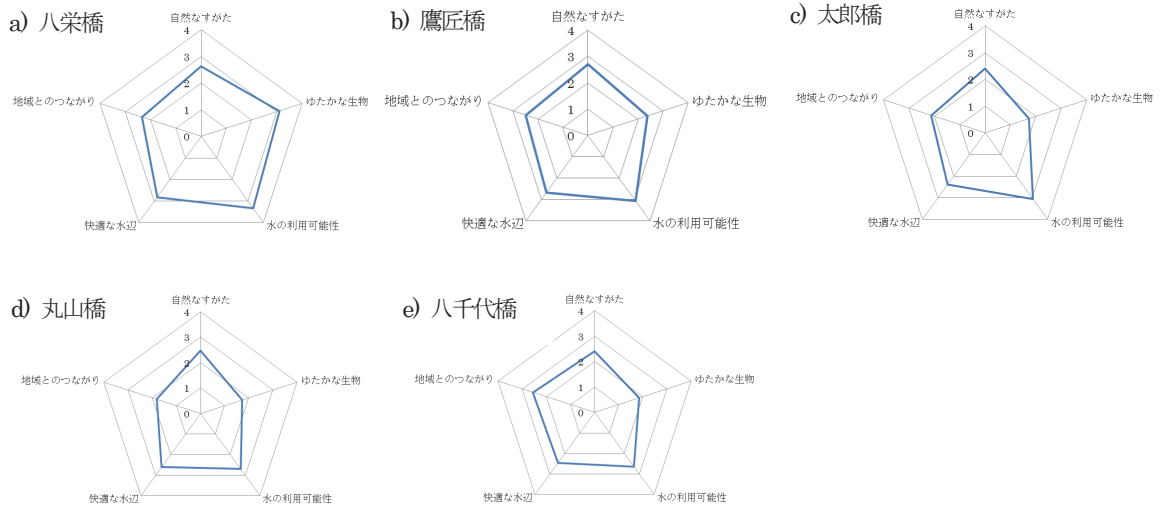 a) 八栄橋
自然なすがた
4
3
2
1
0
地域とのつながり
ゆたかな生物
快適な水辺
水の利用可能性
b) 鷹匠橋
自然なすがた
4
3
2
1
0
地域とのつながり
ゆたかな生物
快適な水辺
水の利用可能性
c) 太郎橋
自然なすがた
4
3
2
1
0
地域とのつながり
ゆたかな生物
快適な水辺
水の利用可能性
d) 丸山橋
自然なすがた
4
3
2
1
0
地域とのつながり
ゆたかな生物
快適な水辺
水の利用可能性
e) 八千代橋
自然なすがた
4
3
2
1
0
地域とのつながり
ゆたかな生物
快適な水辺
水の利用可能性